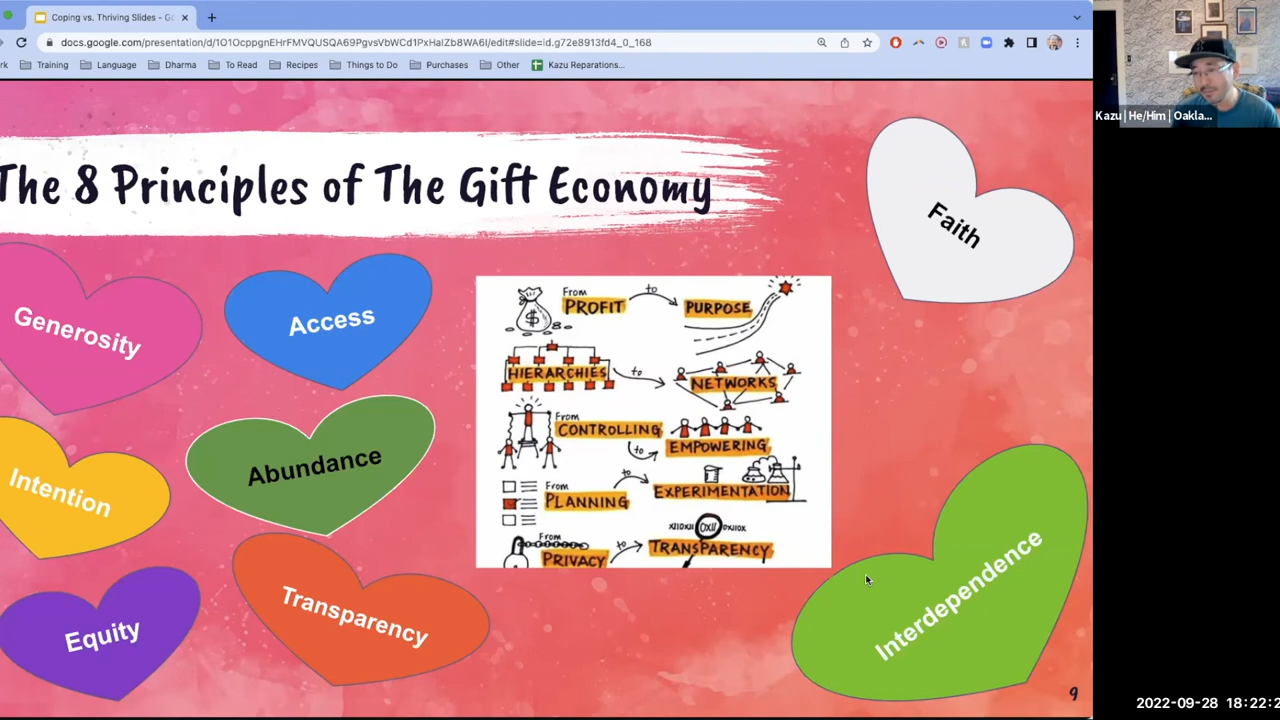 Coping vs. Thriving Slides - Go
docs.google.com/presentation/d/1O1OcppgnEHrFMVQUSQA69PgvsVbWCd1PxHaIZb8WA6I/edit#slide=id.g72e8913fd4_0_168
rk Training Language Dharma To Read Recipes Things to Do Purchases Other Kazu Reparations...
Kazu | He/Him | Oakla...
The 8 Principles of The Gift Economy
Faith
Generosity
Access
Intention
Abundance
Equity
Transparency
Interdependence
From PROFIT to PURPOSE
$
HIERARCHIES to NETWORKS
From CONTROLLING to EMPOWERING
From PLANNING to EXPERIMENTATION
From PRIVACY to TRANSPARENCY
9
2022-09-28 18:22:2